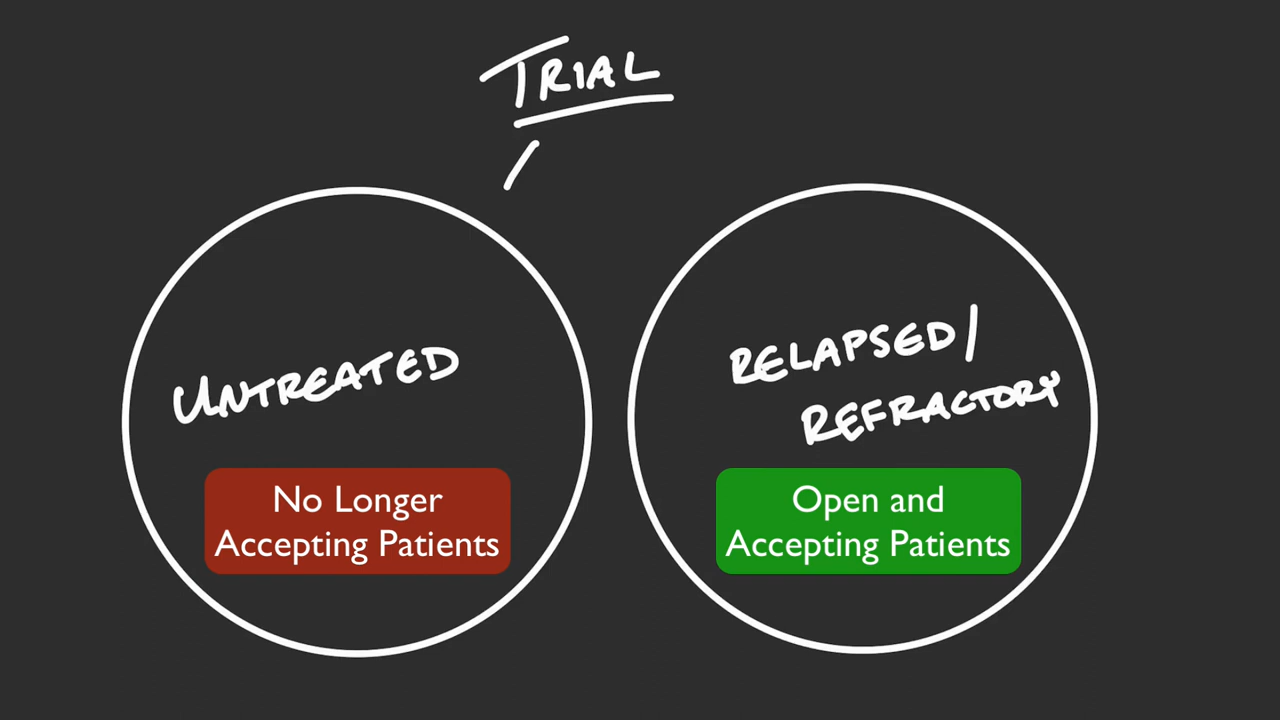 TRIAL
UNTREATED
No Longer
Accepting Patients
RELAPSED/
REFRACTORY
Open and
Accepting Patients